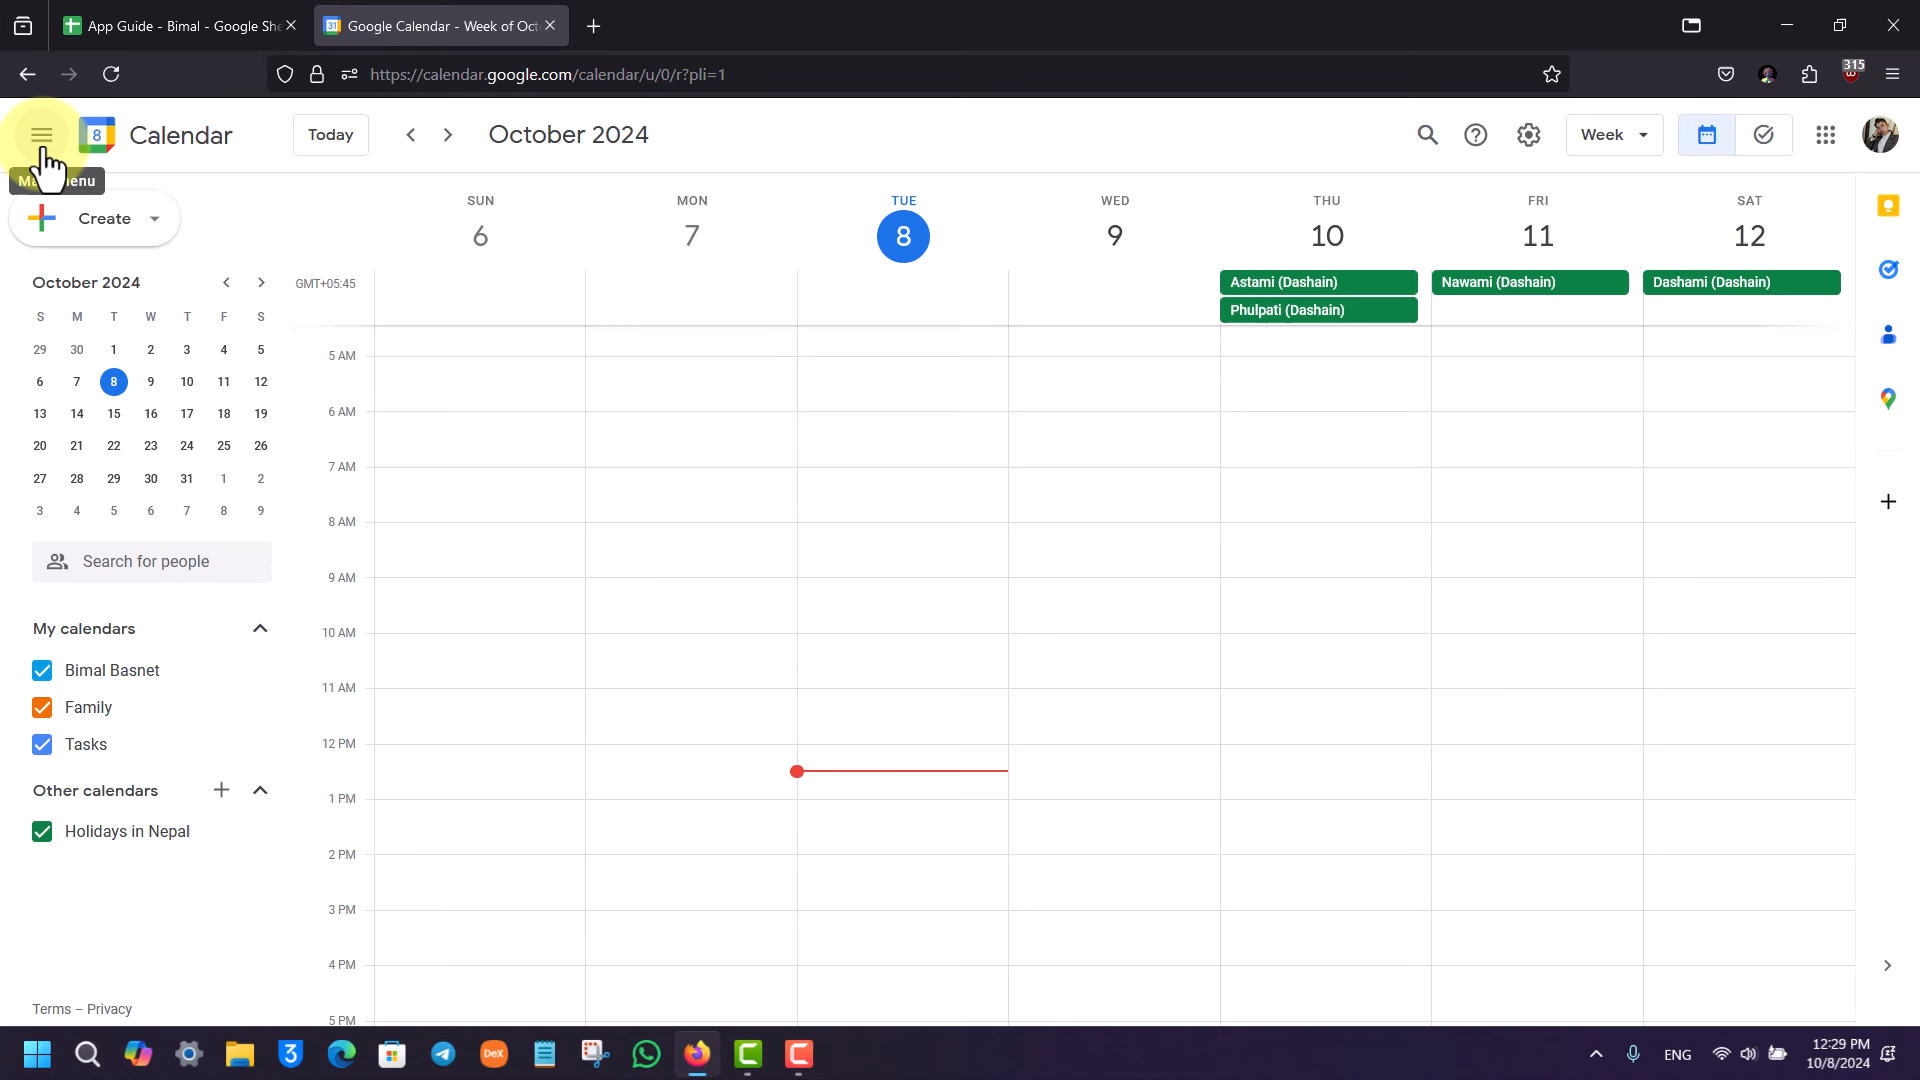 App Guide - Bimal - Google She
Google Calendar - Week of Oct
https://calendar.google.com/calendar/u/0/r?pli=1
315
8
Calendar
Today
October 2024
Week
Create
SUN
6
MON
7
TUE
8
WED
9
THU
10
FRI
11
SAT
12
GMT+05:45
Astami (Dashain)
Phulpati (Dashain)
Nawami (Dashain)
Dashami (Dashain)
October 2024
S M T W T F S
29 30 1 2 3 4 5
6 7 8 9 10 11 12
13 14 15 16 17 18 19
20 21 22 23 24 25 26
27 28 29 30 31 1 2
3 4 5 6 7 8 9
Search for people
My calendars
Bimal Basnet
Family
Tasks
Other calendars
Holidays in Nepal
Terms – Privacy
5 AM
6 AM
7 AM
8 AM
9 AM
10 AM
11 AM
12 PM
1 PM
2 PM
3 PM
4 PM
5 PM
DeX
ENG
12:29 PM
10/8/2024